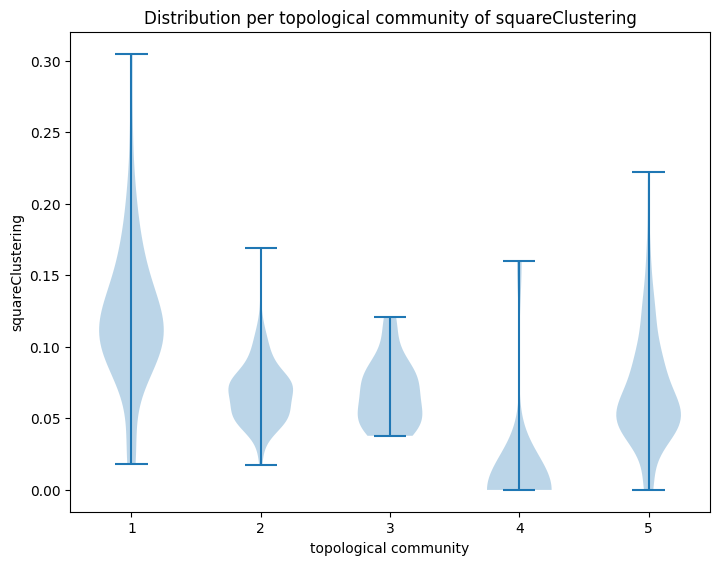 Distribution per topological community of squareClustering
0.30
0.25
0.20
0.15
0.10
0.05
0.00
squareClustering
1 2 3 4 5
topological community